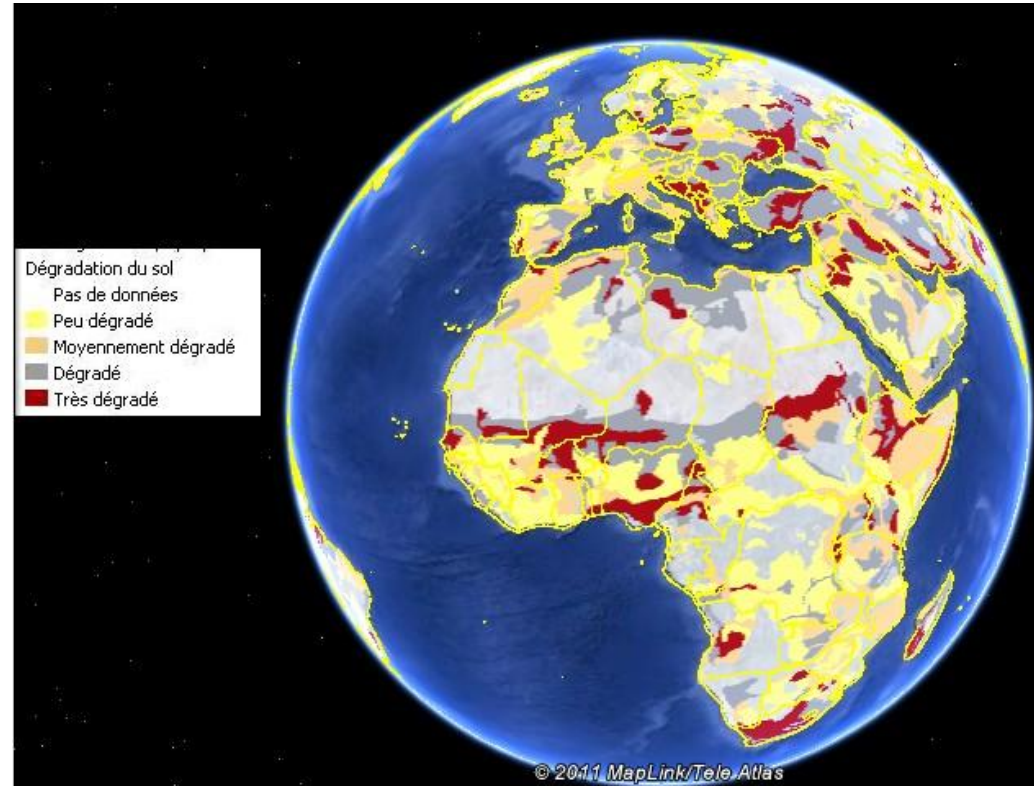 Dégradation du sol
Pas de données
Peu dégradé
Moyennement dégradé
Dégradé
Très dégradé
© 2011 MapLink/Tele Atlas